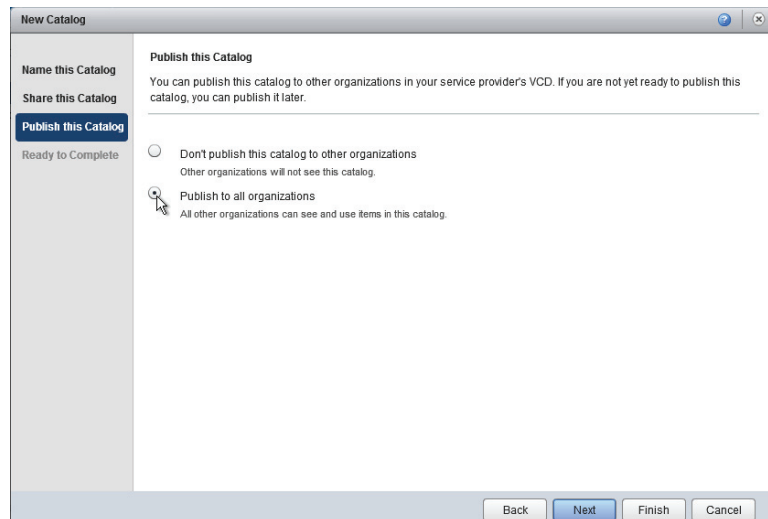 New Catalog
Name this Catalog
Share this Catalog
Publish this Catalog
Ready to Complete
Publish this Catalog
You can publish this catalog to other organizations in your service provider's VCD. If you are not yet ready to publish this
catalog, you can publish it later.
Don't publish this catalog to other organizations
Other organizations will not see this catalog.
Publish to all organizations
All other organizations can see and use items in this catalog.
Back Next Finish Cancel